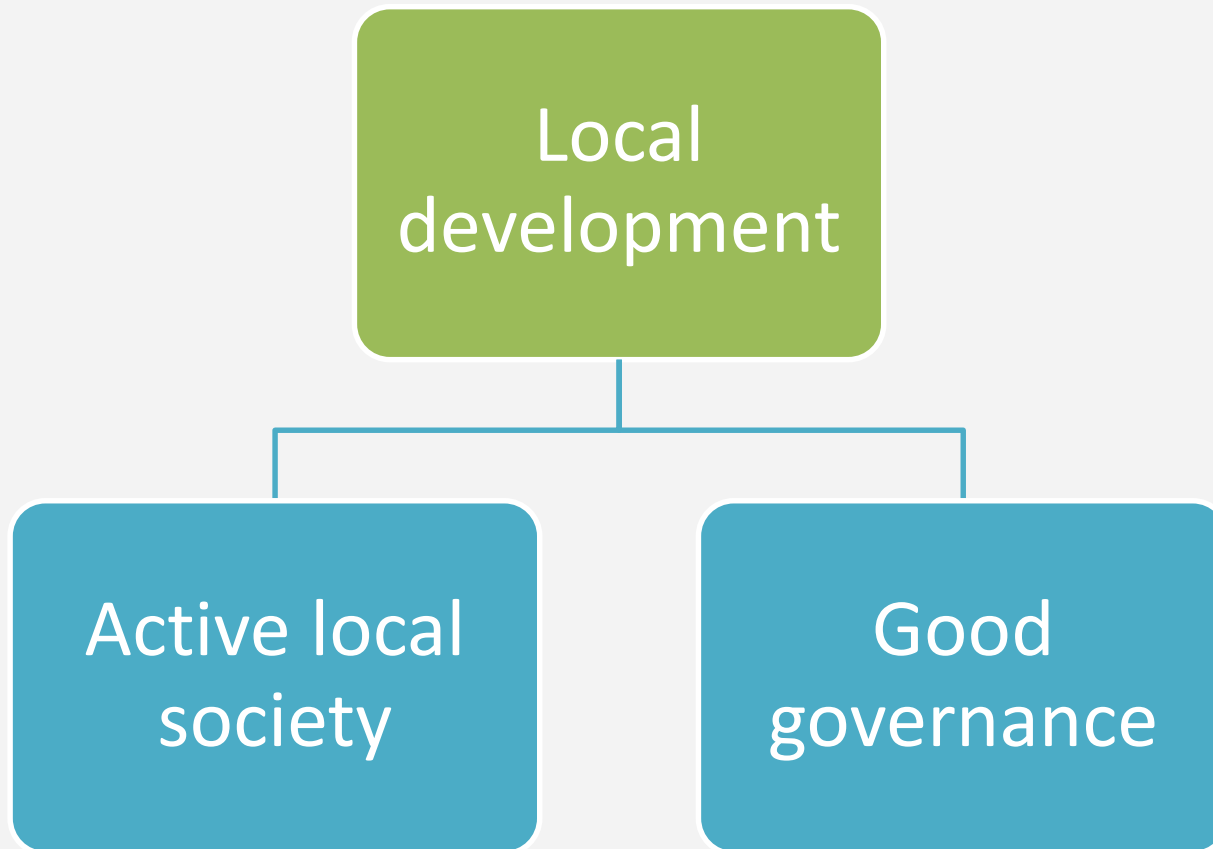 Local
development
Active local
society
Good
governance